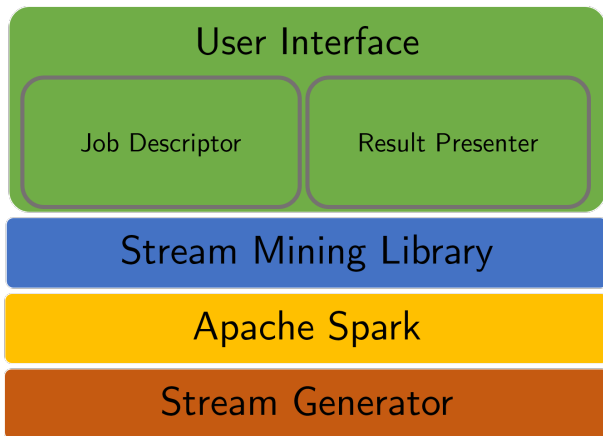 User Interface
Job Descriptor
Result Presenter
Stream Mining Library
Apache Spark
Stream Generator